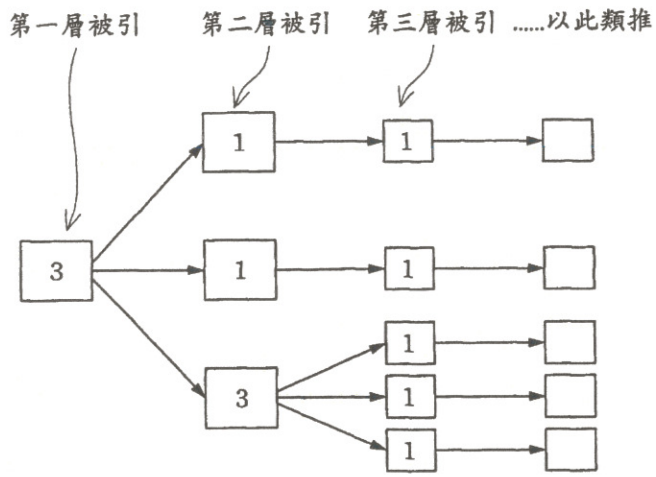 第一層被引 第二層被引 第三層被引 ......以此類推
1 1
3 1 1
1
3 1
1